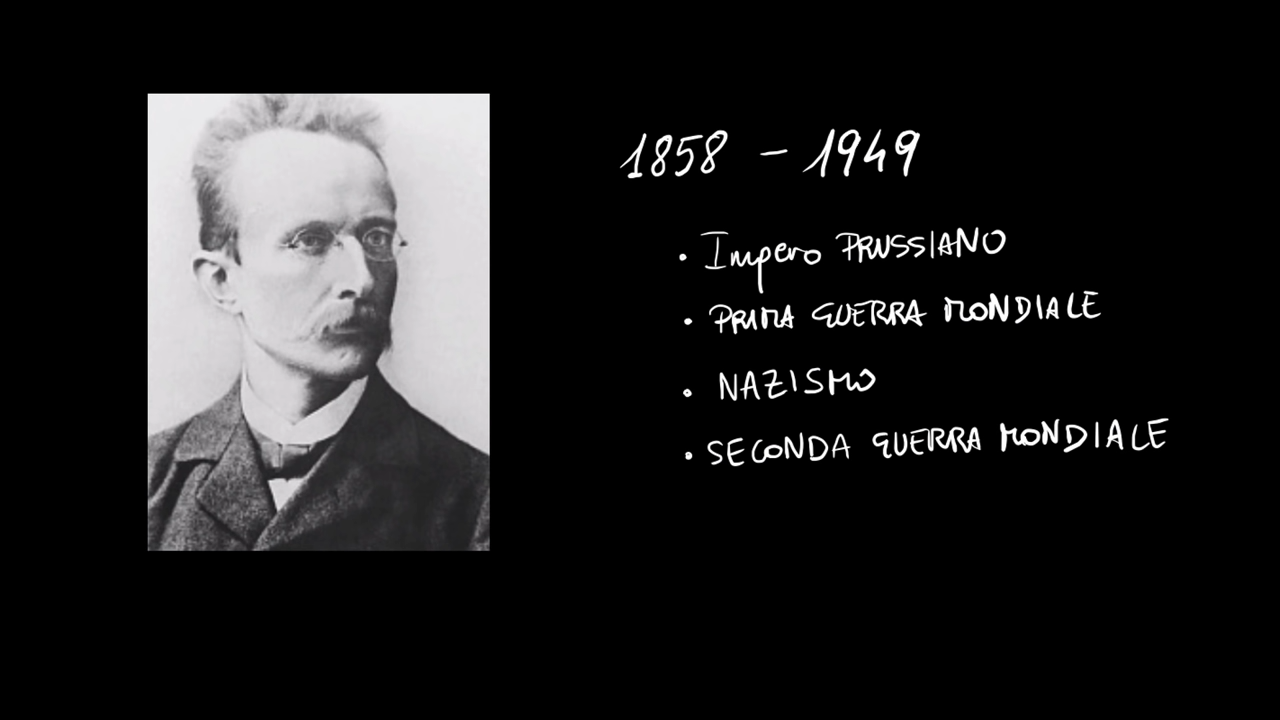 1858 - 1949
• Impero PRUSSIANO
• PRIMA GUERRA MONDIALE
• NAZISMO
• SECONDA GUERRA MONDIALE